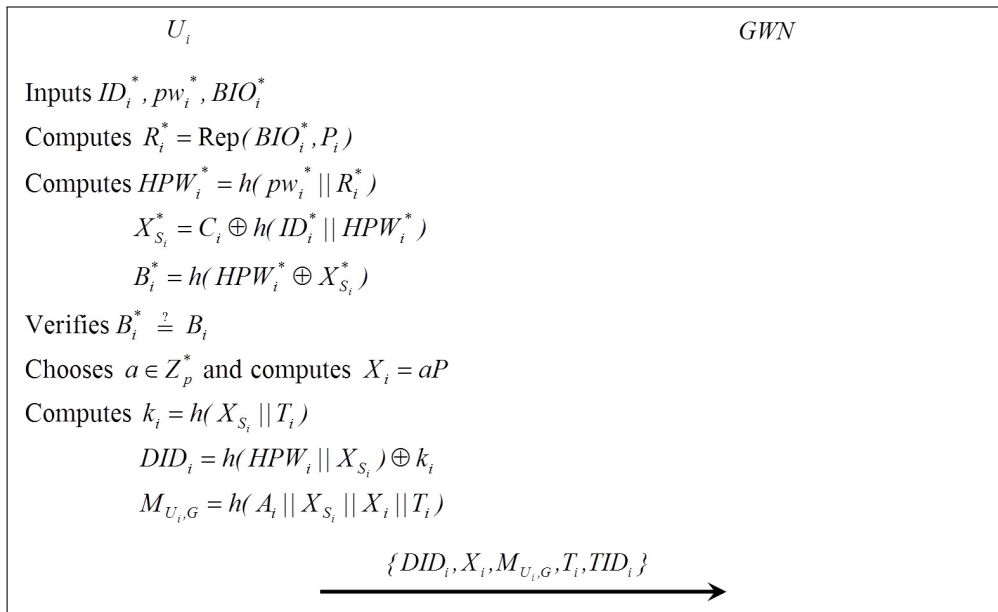 U_i GWN
Inputs ID_i^*, pw_i^*, BIO_i^*
Computes R_i^* = Rep(BIO_i^*, P_i)
Computes HPW_i^* = h(pw_i^* || R_i^*)
X_{S_i}^* = C_i ⊕ h(ID_i^* || HPW_i^*)
B_i^* = h(HPW_i^* ⊕ X_{S_i}^*)
Verifies B_i^* ≟ B_i
Chooses a ∈ Z_p^* and computes X_i = aP
Computes k_i = h(X_{S_i} || T_i)
DID_i = h(HPW_i || X_{S_i}) ⊕ k_i
M_{U_i,G} = h(A_i || X_{S_i} || X_i || T_i)
{DID_i, X_i, M_{U_i,G}, T_i, TID_i}